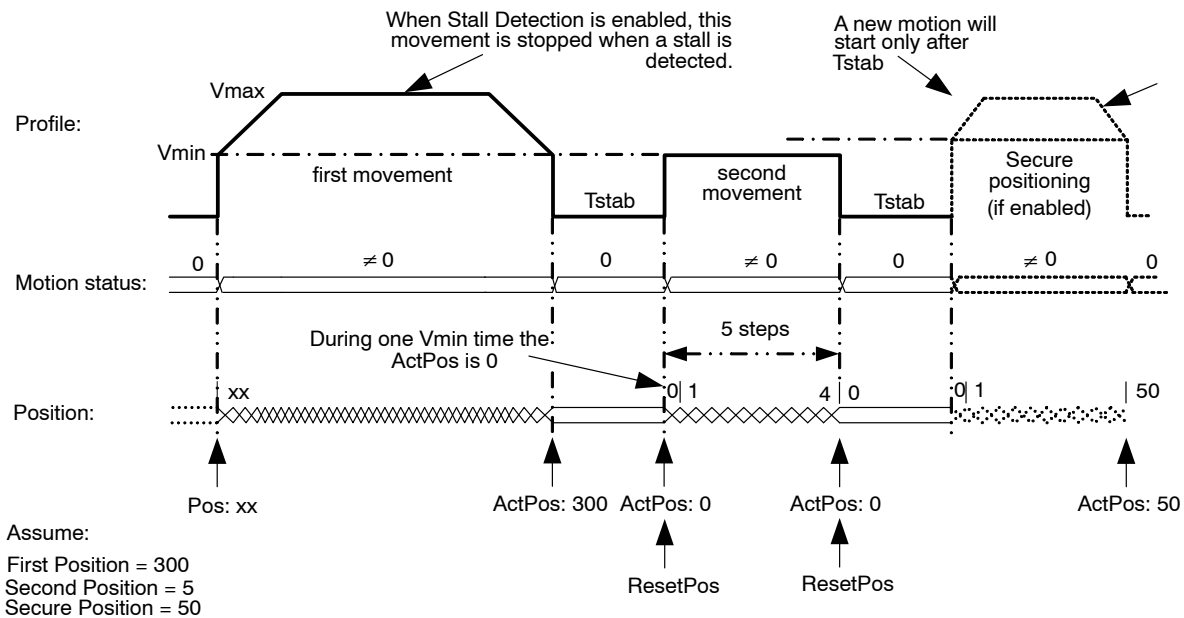 When Stall Detection is enabled, this
movement is stopped when a stall is
detected.
A new motion will
start only after
Tstab
Vmax
Profile:
Vmin
first movement
Tstab
second
movement
Tstab
Secure
positioning
(if enabled)
Motion status:
0
≠ 0
0
≠ 0
0
≠ 0
0
During one Vmin time the
ActPos is 0
5 steps
Position:
xx
0 1
4 0
0 1
50
Pos: xx
ActPos: 300
ActPos: 0
ActPos: 0
ActPos: 50
ResetPos
ResetPos
Assume:
First Position = 300
Second Position = 5
Secure Position = 50